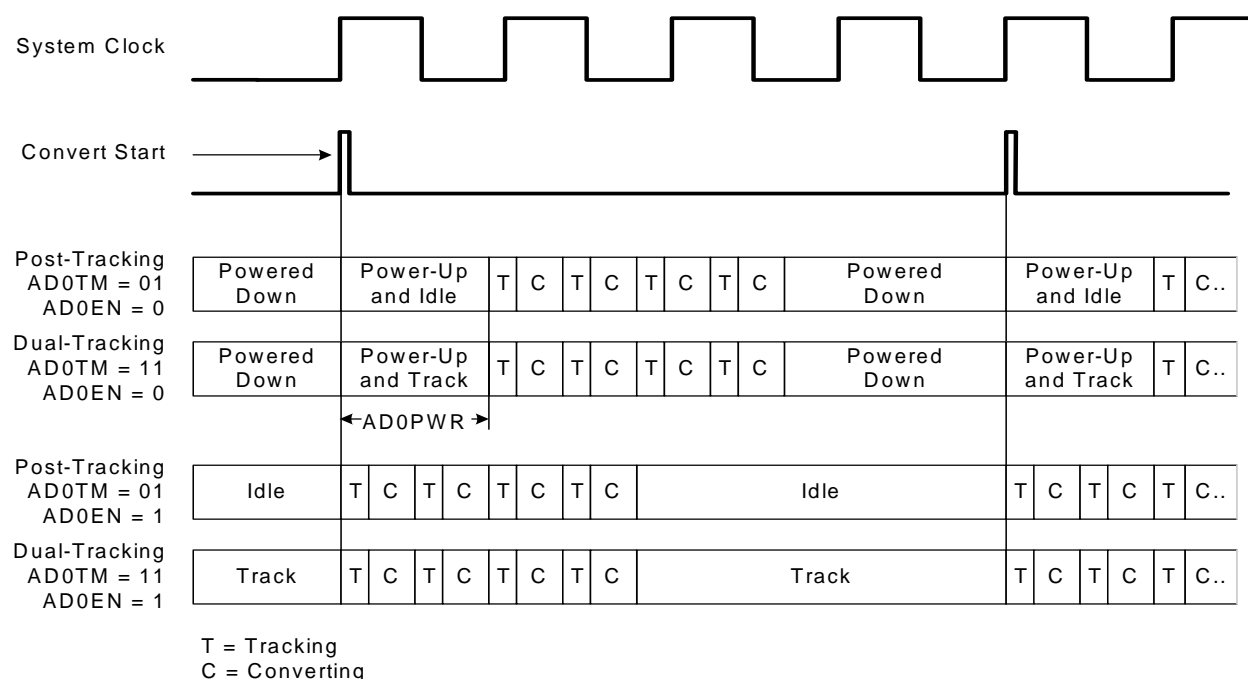 System Clock
Convert Start
Post-Tracking
AD0TM = 01
AD0EN = 0
Powered
Down
Power-Up
and Idle
T C T C T C T C
Powered
Down
Power-Up
and Idle
T C..
Dual-Tracking
AD0TM = 11
AD0EN = 0
Powered
Down
Power-Up
and Track
T C T C T C T C
Powered
Down
Power-Up
and Track
T C..
AD0PWR
Post-Tracking
AD0TM = 01
AD0EN = 1
Idle T C T C T C T C Idle T C T C T C..
Dual-Tracking
AD0TM = 11
AD0EN = 1
Track T C T C T C T C Track T C T C T C..
T = Tracking
C = Converting